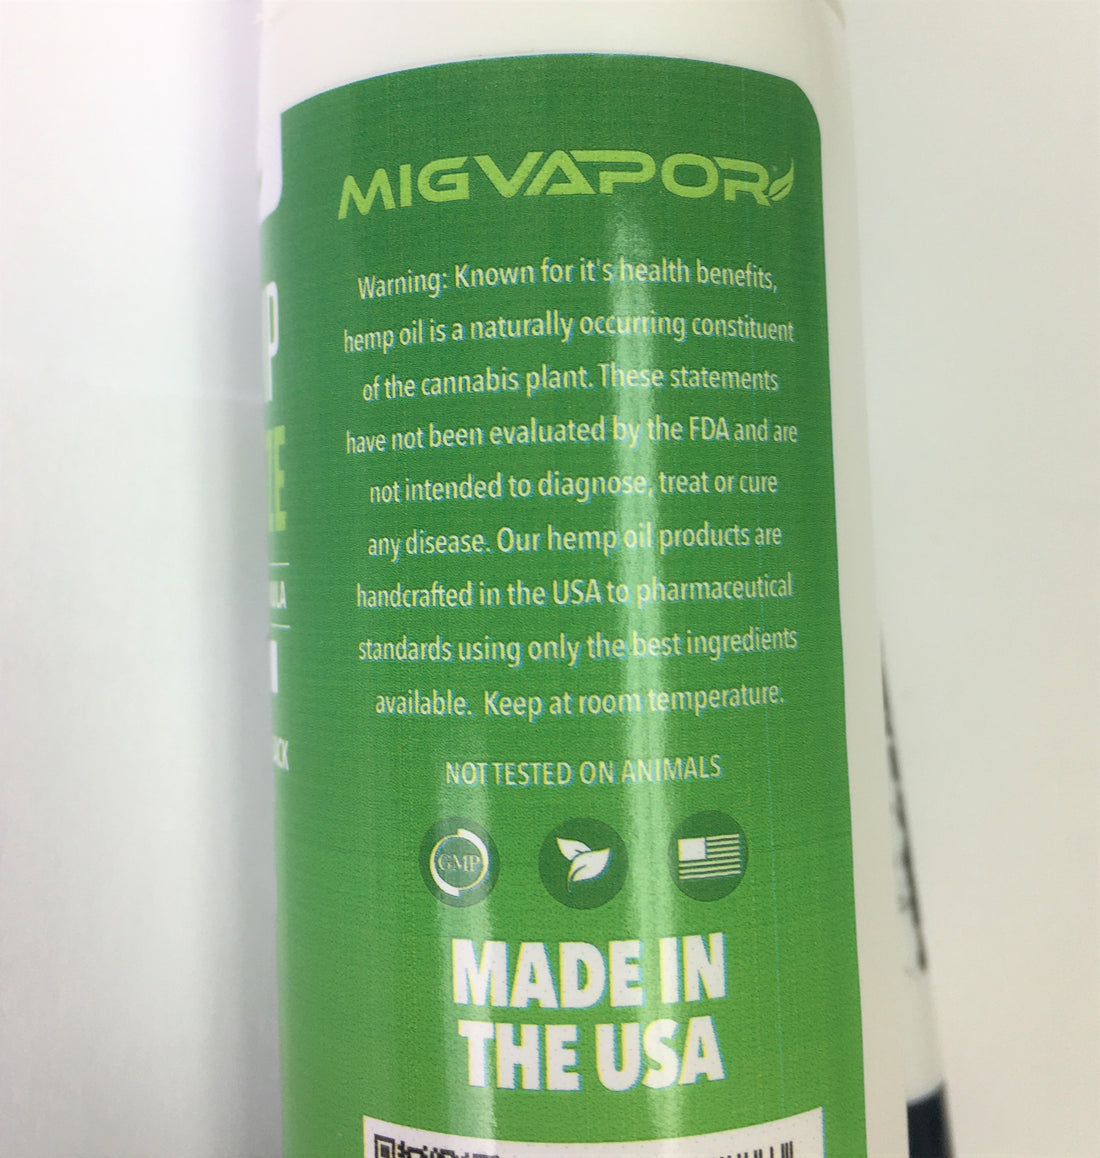 MIGVAPOR
Warning: Known for it's health benefits,
hemp oil is a naturally occurring constituent
of the cannabis plant. These statements
have not been evaluated by the FDA and are
not intended to diagnose, treat or cure
any disease. Our hemp oil products are
handcrafted in the USA to pharmaceutical
standards using only the best ingredients
available. Keep at room temperature.
NOT TESTED ON ANIMALS
GMP
MADE IN
THE USA